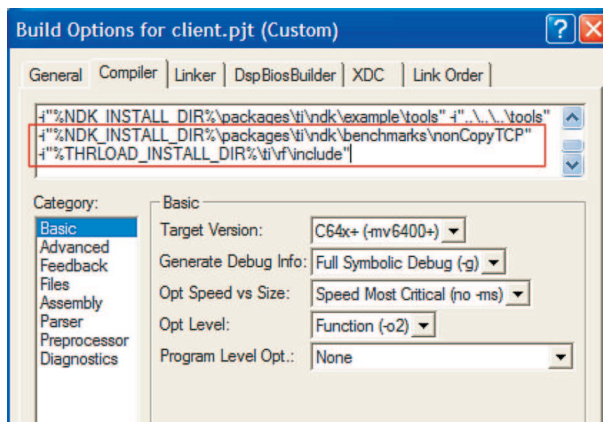 Build Options for client.pjt (Custom)
General Compiler Linker DspBiosBuilder XDC Link Order
-i"%NDK_INSTALL_DIR%\packages\ti\ndk\example\tools" -i"..\..\..\tools"
-i"%NDK_INSTALL_DIR%\packages\ti\ndk\benchmarks\nonCopyTCP"
-i"%THRLOAD_INSTALL_DIR%\ti\rf\include"
Category:
Basic
Advanced
Feedback
Files
Assembly
Parser
Preprocessor
Diagnostics
Basic
Target Version: C64x+ (-mv6400+)
Generate Debug Info: Full Symbolic Debug (-g)
Opt Speed vs Size: Speed Most Critical (no -ms)
Opt Level: Function (-o2)
Program Level Opt.: None